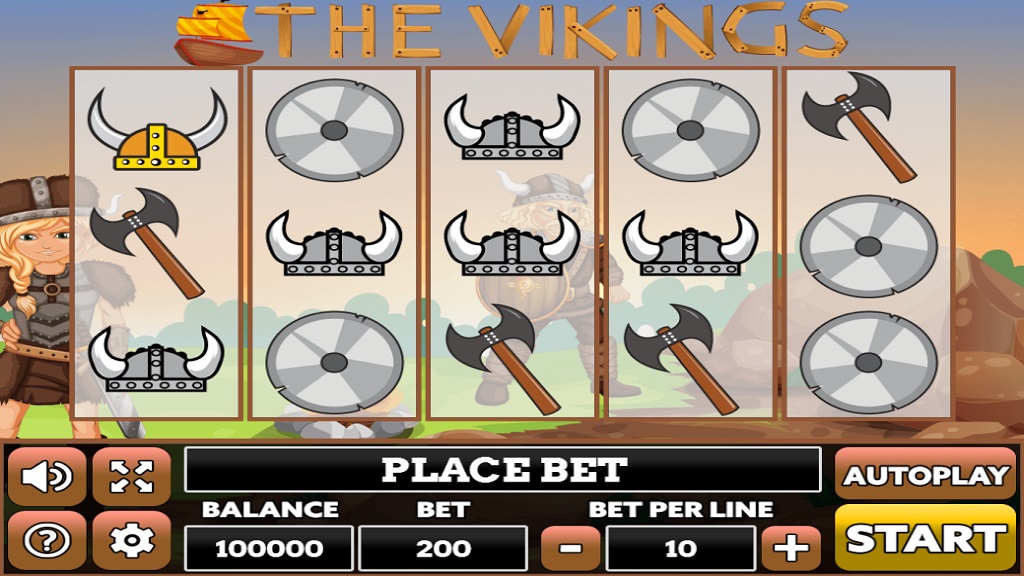 THE VIKINGS
PLACE BET
AUTOPLAY
BALANCE BET BET PER LINE
100000 200 - 10 +
START
?